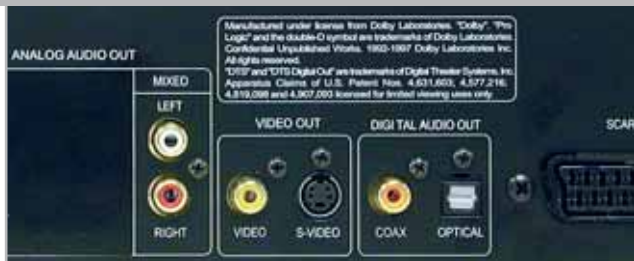 Manufactured under license from Dolby Laboratories. "Dolby", "Pro
Logic" and the double-D symbol are trademarks of Dolby Laboratories.
Confidential Unpublished Works. 1992-1997 Dolby Laboratories Inc.
All rights reserved.
"DTS" and "DTS Digital Out" are trademarks of Digital Theater Systems, Inc.
Apparatus Claims of U.S. Patent Nos. 4,631,603, 4,577,216,
4,819,098 and 4,907,093 licensed for limited viewing uses only.
ANALOG AUDIO OUT
MIXED
LEFT
RIGHT
VIDEO OUT
VIDEO
S-VIDEO
DIGITAL AUDIO OUT
COAX
OPTICAL
SCAR